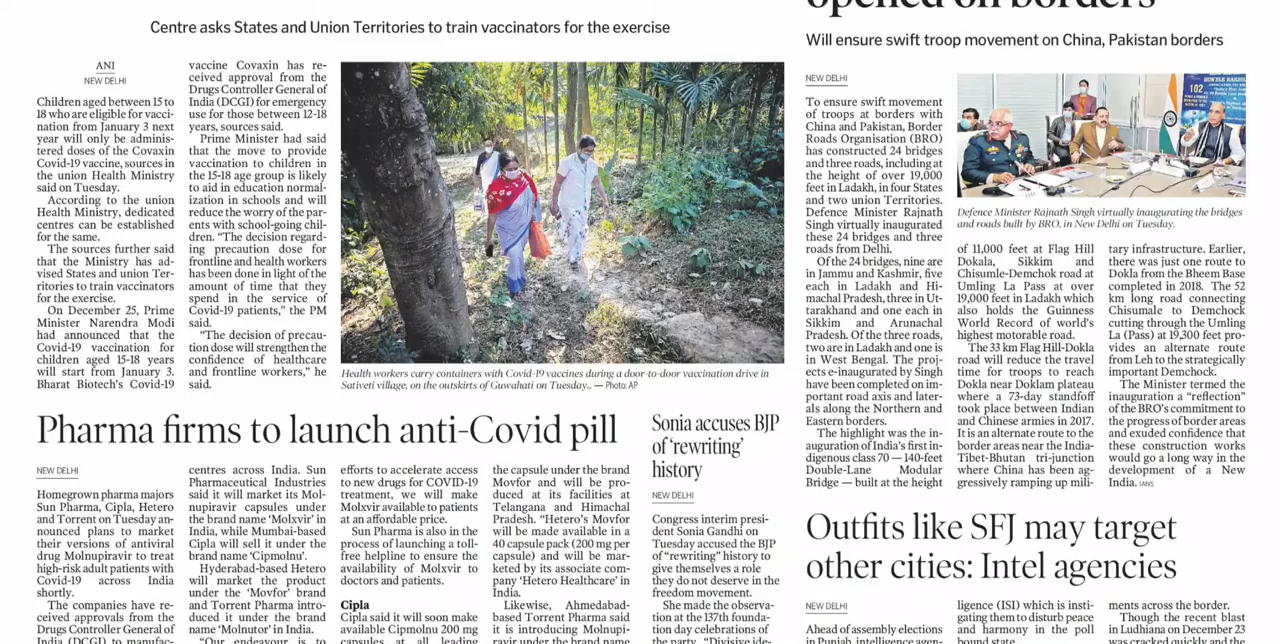 Centre asks States and Union Territories to train vaccinators for the exercise
ANI
NEW DELHI
Children aged between 15 to
18 who are eligible for vacci-
nation from January 3 next
year will only be adminis-
tered doses of the Covaxin
Covid-19 vaccine, sources in
the union Health Ministry
said on Tuesday.
According to the union
Health Ministry, dedicated
centres can be established
for the same.
The sources further said
that the Ministry has ad-
vised States and union Ter-
ritories to train vaccinators
for the exercise.
On December 25, Prime
Minister Narendra Modi
had announced that the
Covid-19 vaccination for
children aged 15-18 years
will start from January 3.
Bharat Biotech's Covid-19
vaccine Covaxin has re-
ceived approval from the
Drugs Controller General of
India (DCGI) for emergency
use for those between 12-18
years, sources said.
Prime Minister had said
that the move to provide
vaccination to children in
the 15-18 age group is likely
to aid in education normal-
ization in schools and will
reduce the worry of the par-
ents with school-going chil-
dren. "The decision regard-
ing precaution dose for
frontline and health workers
has been done in light of the
amount of time that they
spend in the service of
Covid-19 patients," the PM
said.
"The decision of precau-
tion dose will strengthen the
confidence of healthcare
and frontline workers," he
said.
Health workers carry containers with Covid-19 vaccines during a door-to-door vaccination drive in
Sativeti village, on the outskirts of Guwahati on Tuesday.. — Photo: AP
Pharma firms to launch anti-Covid pill
NEW DELHI
Homegrown pharma majors
Sun Pharma, Cipla, Hetero
and Torrent on Tuesday an-
nounced plans to market
their versions of antiviral
drug Molnupiravir to treat
high-risk adult patients with
Covid-19 across India
shortly.
The companies have re-
ceived approvals from the
Drugs Controller General of
India (DCGI) to manufac-
centres across India. Sun
Pharmaceutical Industries
said it will market its Mol-
nupiravir capsules under
the brand name 'Molxvir' in
India, while Mumbai-based
Cipla will sell it under the
brand name 'Cipmolnu'.
Hyderabad-based Hetero
will market the product
under the 'Movfor' brand
and Torrent Pharma intro-
duced it under the brand
name 'Molnutor' in India.
"Our endeavour is to
efforts to accelerate access
to new drugs for COVID-19
treatment, we will make
Molxvir available to patients
at an affordable price.
Sun Pharma is also in the
process of launching a toll-
free helpline to ensure the
availability of Molxvir to
doctors and patients.
Cipla
Cipla said it will soon make
available Cipmolnu 200 mg
capsules at all leading
the capsule under the brand
Movfor and will be pro-
duced at its facilities at
Telangana and Himachal
Pradesh. "Hetero's Movfor
will be made available in a
40 capsule pack (200 mg per
capsule) and will be mar-
keted by its associate com-
pany 'Hetero Healthcare' in
India.
Likewise, Ahmedabad-
based Torrent Pharma said
it is introducing Molnupi-
ravir under the brand name
Sonia accuses BJP
of 'rewriting'
history
NEW DELHI
Congress interim presi-
dent Sonia Gandhi on
Tuesday accused the BJP
of "rewriting" history to
give themselves a role
they do not deserve in the
freedom movement.
She made the observa-
tion at the 137th founda-
tion day celebrations of
the party. "Divisive ide-
opened on borders
Will ensure swift troop movement on China, Pakistan borders
NEW DELHI
To ensure swift movement
of troops at borders with
China and Pakistan, Border
Roads Organisation (BRO)
has constructed 24 bridges
and three roads, including at
the height of over 19,000
feet in Ladakh, in four States
and two union Territories.
Defence Minister Rajnath
Singh virtually inaugurated
these 24 bridges and three
roads from Delhi.
Of the 24 bridges, nine are
in Jammu and Kashmir, five
each in Ladakh and Hi-
machal Pradesh, three in Ut-
tarakhand and one each in
Sikkim and Arunachal
Pradesh. Of the three roads,
two are in Ladakh and one is
in West Bengal. The proj-
ects e-inaugurated by Singh
have been completed on im-
portant road axis and later-
als along the Northern and
Eastern borders.
The highlight was the in-
auguration of India's first in-
digenous class 70 — 140-feet
Double-Lane Modular
Bridge — built at the height
102
Defence Minister Rajnath Singh virtually inaugurating the bridges
and roads built by BRO, in New Delhi on Tuesday.
of 11,000 feet at Flag Hill
Dokala, Sikkim and
Chisumle-Demchok road at
Umling La Pass at over
19,000 feet in Ladakh which
also holds the Guinness
World Record of world's
highest motorable road.
The 33 km Flag Hill-Dokla
road will reduce the travel
time for troops to reach
Dokla near Doklam plateau
where a 73-day standoff
took place between Indian
and Chinese armies in 2017.
It is an alternate route to the
border areas near the India-
Tibet-Bhutan tri-junction
where China has been ag-
gressively ramping up mili-
tary infrastructure. Earlier,
there was just one route to
Dokla from the Bheem Base
completed in 2018. The 52
km long road connecting
Chisumale to Demchock
cutting through the Umling
La (Pass) at 19,300 feet pro-
vides an alternate route
from Leh to the strategically
important Demchock.
The Minister termed the
inauguration a "reflection"
of the BRO's commitment to
the progress of border areas
and exuded confidence that
these construction works
would go a long way in the
development of a New
India. IANS
Outfits like SFJ may target
other cities: Intel agencies
NEW DELHI
Ahead of assembly elections
in Punjab, intelligence agen-
ligence (ISI) which is insti-
gating them to disturb peace
and harmony in the poll
bound state.
ments across the border.
Though the recent blast
in Ludhiana on December 23
was cracked quickly and the